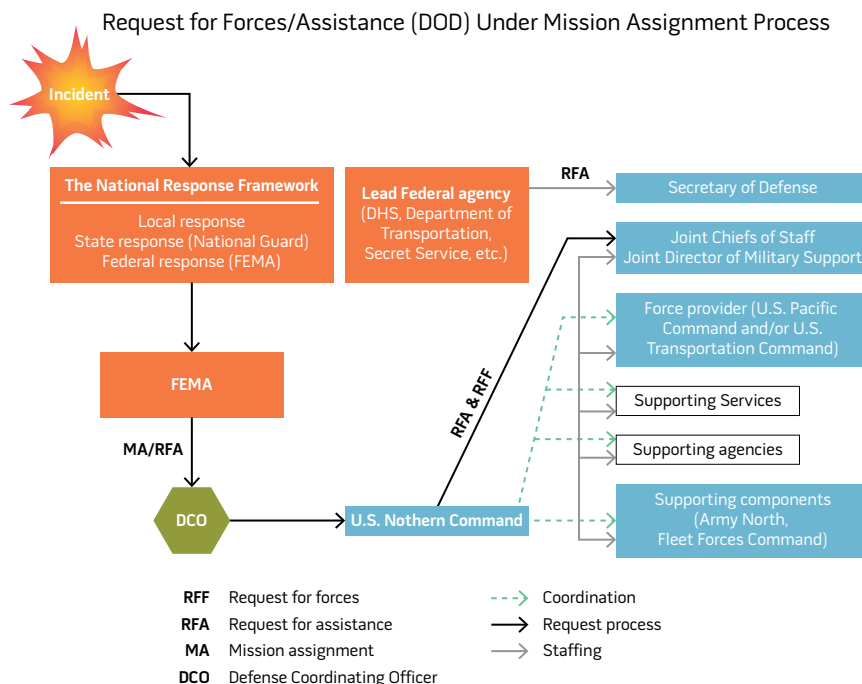 Request for Forces/Assistance (DOD) Under Mission Assignment Process
Incident
The National Response Framework
Local response
State response (National Guard)
Federal response (FEMA)
Lead Federal agency
(DHS, Department of
Transportation,
Secret Service, etc.)
RFA
Secretary of Defense
Joint Chiefs of Staff
Joint Director of Military Support
Force provider (U.S. Pacific
Command and/or U.S.
Transportation Command)
FEMA
RFA & RFF
Supporting Services
MA/RFA
Supporting agencies
DCO
U.S. Nothern Command
Supporting components
(Army North,
Fleet Forces Command)
RFF Request for forces
RFA Request for assistance
MA Mission assignment
DCO Defense Coordinating Officer
Coordination
Request process
Staffing